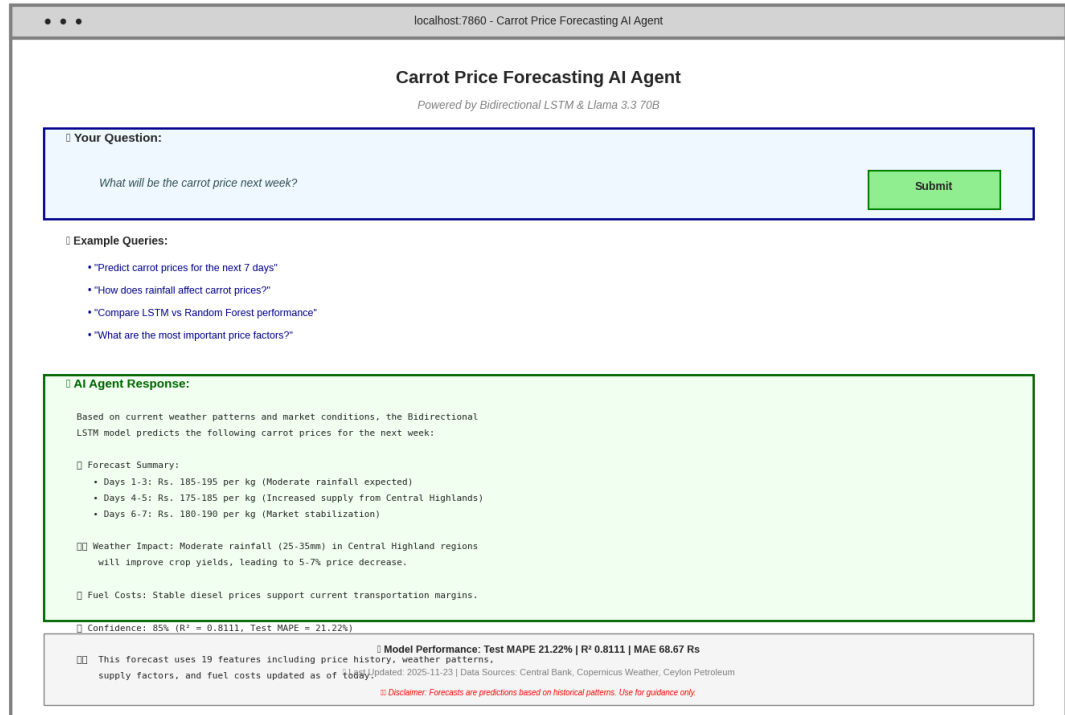 localhost:7860 - Carrot Price Forecasting AI Agent
Carrot Price Forecasting AI Agent
Powered by Bidirectional LSTM & Llama 3.3 70B
Your Question:
What will be the carrot price next week?
Submit
Example Queries:
• "Predict carrot prices for the next 7 days"
• "How does rainfall affect carrot prices?"
• "Compare LSTM vs Random Forest performance"
• "What are the most important price factors?"
AI Agent Response:
Based on current weather patterns and market conditions, the Bidirectional
LSTM model predicts the following carrot prices for the next week:
Forecast Summary:
• Days 1-3: Rs. 185-195 per kg (Moderate rainfall expected)
• Days 4-5: Rs. 175-185 per kg (Increased supply from Central Highlands)
• Days 6-7: Rs. 180-190 per kg (Market stabilization)
Weather Impact: Moderate rainfall (25-35mm) in Central Highland regions
will improve crop yields, leading to 5-7% price decrease.
Fuel Costs: Stable diesel prices support current transportation margins.
Confidence: 85% (R² = 0.8111, Test MAPE = 21.22%)
Model Performance: Test MAPE 21.22% | R² 0.8111 | MAE 68.67 Rs
This forecast uses 19 features including price history, weather patterns,
supply factors, and fuel costs updated as of today.
Last Updated: 2025-11-23 | Data Sources: Central Bank, Copernicus Weather, Ceylon Petroleum
Disclaimer: Forecasts are predictions based on historical patterns. Use for guidance only.